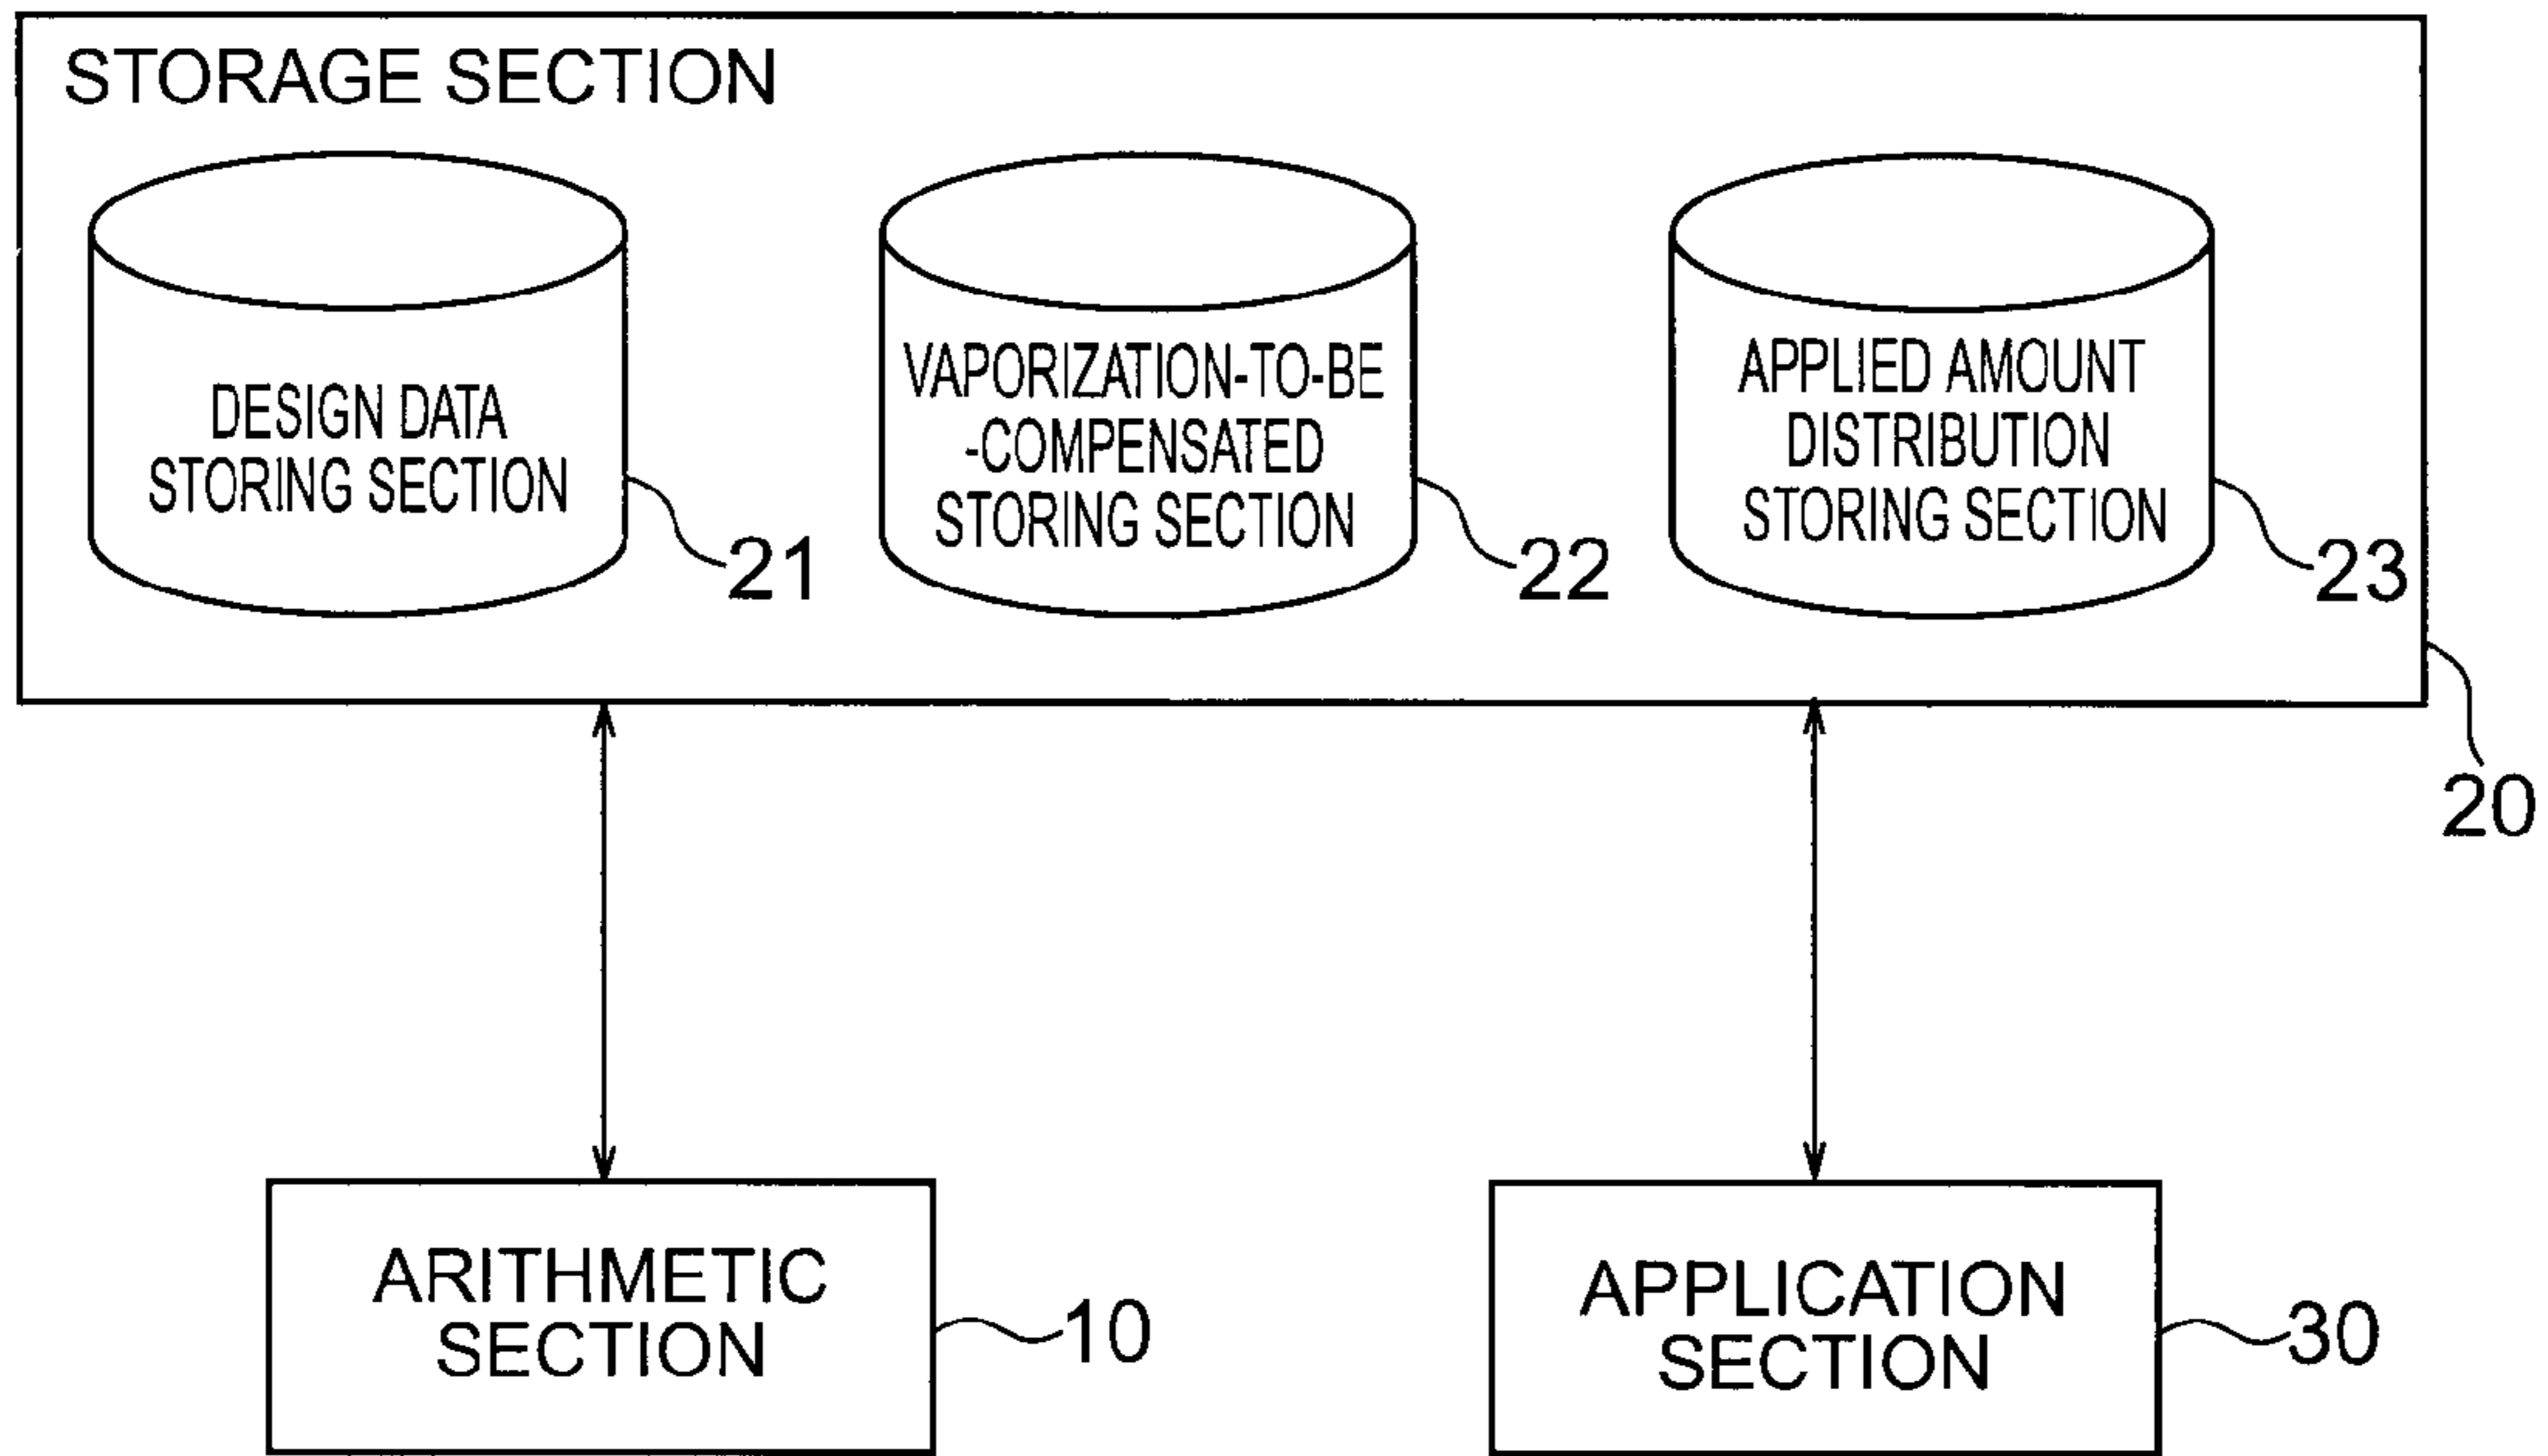 STORAGE SECTION
DESIGN DATA
STORING SECTION
21
VAPORIZATION-TO-BE
-COMPENSATED
STORING SECTION
22
APPLIED AMOUNT
DISTRIBUTION
STORING SECTION
23
20
ARITHMETIC
SECTION
10
APPLICATION
SECTION
30